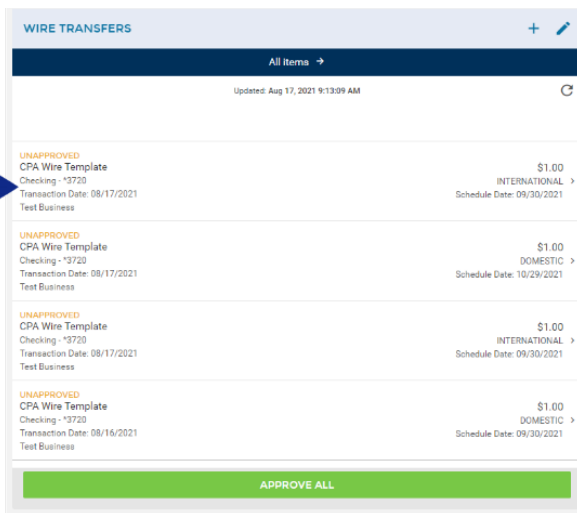 WIRE TRANSFERS
All items →
Updated: Aug 17, 2021 9:13:09 AM
UNAPPROVED
CPA Wire Template
$1.00
Checking - *3720
INTERNATIONAL >
Transaction Date: 08/17/2021
Schedule Date: 09/30/2021
Test Business
UNAPPROVED
CPA Wire Template
$1.00
Checking - *3720
DOMESTIC >
Transaction Date: 08/17/2021
Schedule Date: 10/29/2021
Test Business
UNAPPROVED
CPA Wire Template
$1.00
Checking - *3720
INTERNATIONAL >
Transaction Date: 08/17/2021
Schedule Date: 09/30/2021
Test Business
UNAPPROVED
CPA Wire Template
$1.00
Checking - *3720
DOMESTIC >
Transaction Date: 08/16/2021
Schedule Date: 09/30/2021
Test Business
APPROVE ALL